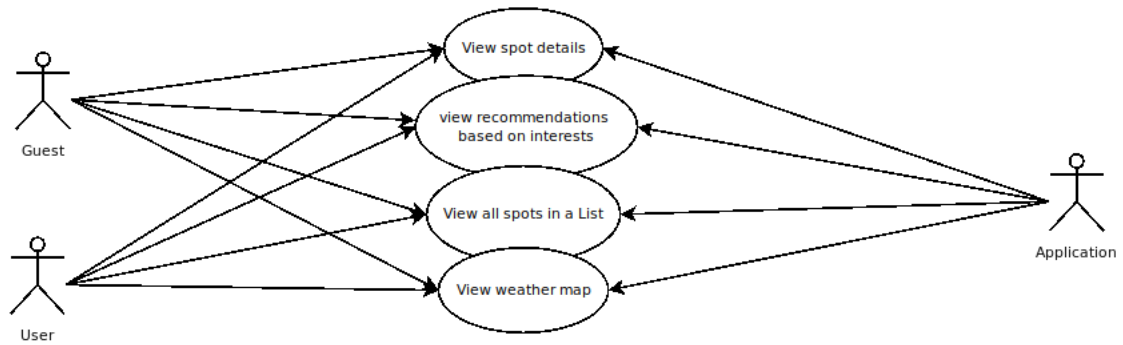 View spot details
view recommendations
based on interests
Guest
View all spots in a List
Application
View weather map
User